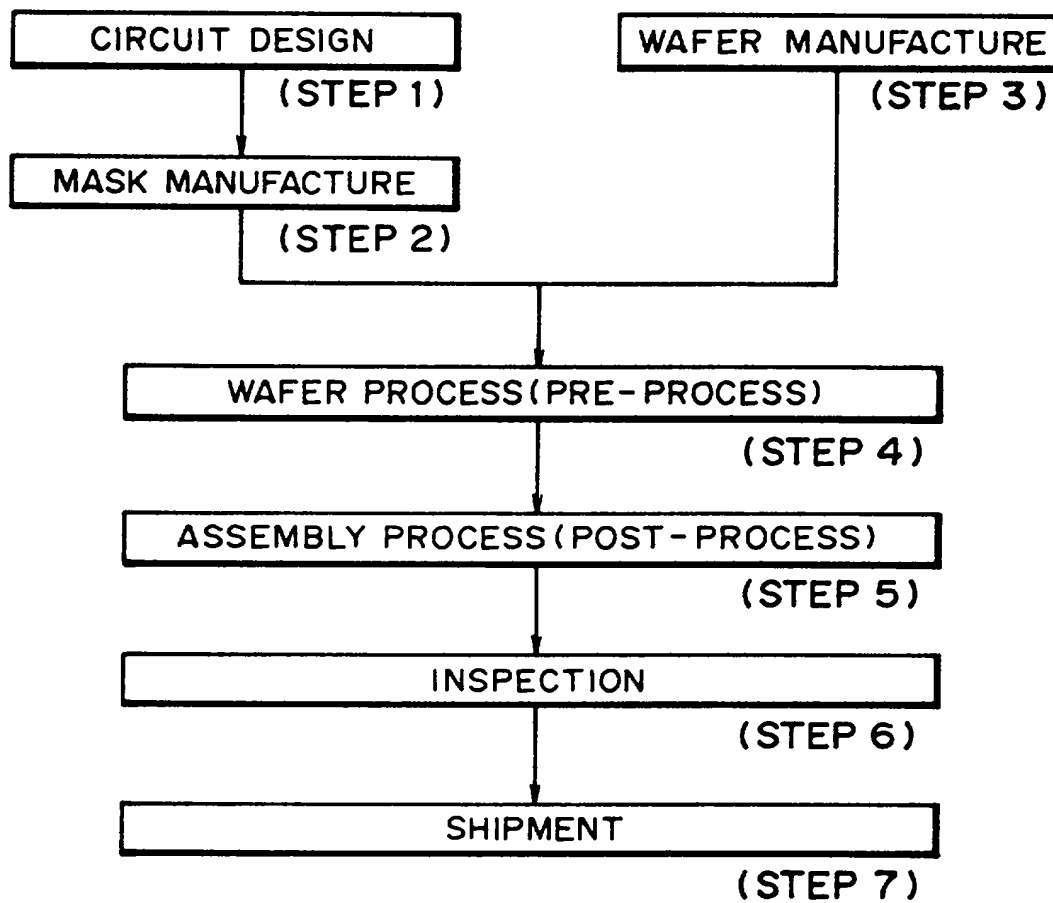 CIRCUIT DESIGN
(STEP 1)
MASK MANUFACTURE
(STEP 2)
WAFER MANUFACTURE
(STEP 3)
WAFER PROCESS (PRE-PROCESS)
(STEP 4)
ASSEMBLY PROCESS (POST-PROCESS)
(STEP 5)
INSPECTION
(STEP 6)
SHIPMENT
(STEP 7)